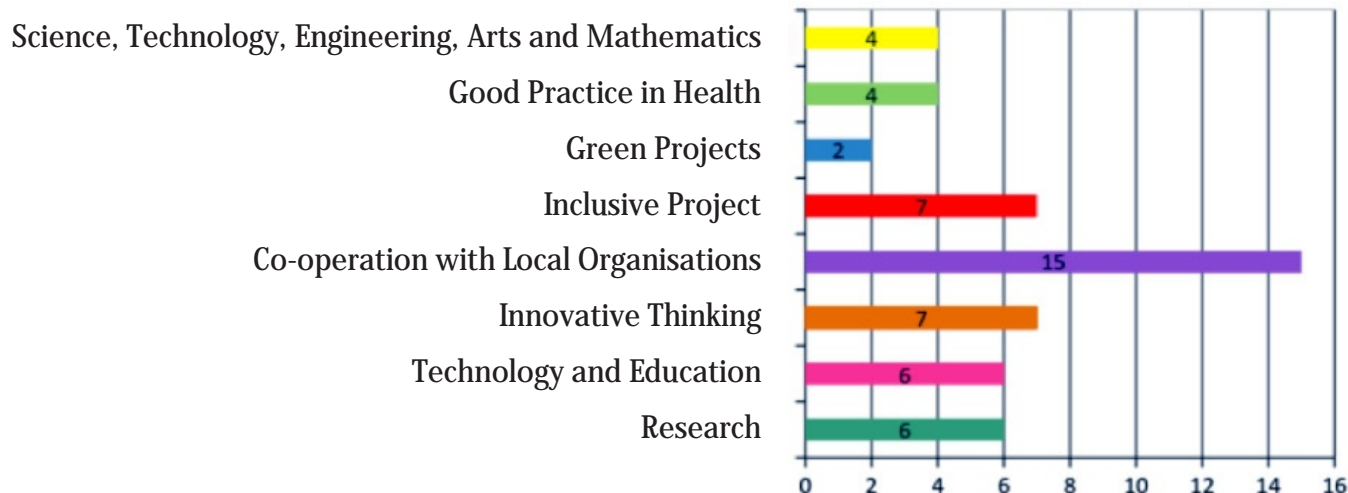 Science, Technology, Engineering, Arts and Mathematics 4
Good Practice in Health 4
Green Projects 2
Inclusive Project 7
Co-operation with Local Organisations 15
Innovative Thinking 7
Technology and Education 6
Research 6
0 2 4 6 8 10 12 14 16